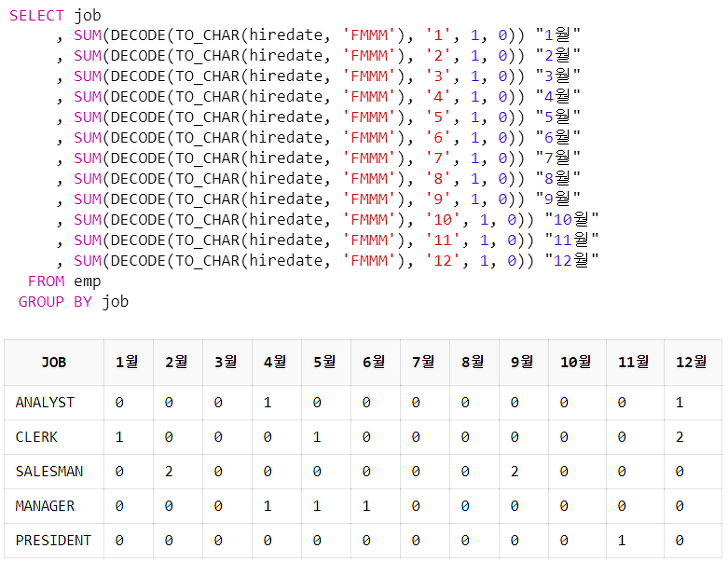 SELECT job
, SUM(DECODE(TO_CHAR(hiredate, 'FMMM'), '1', 1, 0)) "1월"
, SUM(DECODE(TO_CHAR(hiredate, 'FMMM'), '2', 1, 0)) "2월"
, SUM(DECODE(TO_CHAR(hiredate, 'FMMM'), '3', 1, 0)) "3월"
, SUM(DECODE(TO_CHAR(hiredate, 'FMMM'), '4', 1, 0)) "4월"
, SUM(DECODE(TO_CHAR(hiredate, 'FMMM'), '5', 1, 0)) "5월"
, SUM(DECODE(TO_CHAR(hiredate, 'FMMM'), '6', 1, 0)) "6월"
, SUM(DECODE(TO_CHAR(hiredate, 'FMMM'), '7', 1, 0)) "7월"
, SUM(DECODE(TO_CHAR(hiredate, 'FMMM'), '8', 1, 0)) "8월"
, SUM(DECODE(TO_CHAR(hiredate, 'FMMM'), '9', 1, 0)) "9월"
, SUM(DECODE(TO_CHAR(hiredate, 'FMMM'), '10', 1, 0)) "10월"
, SUM(DECODE(TO_CHAR(hiredate, 'FMMM'), '11', 1, 0)) "11월"
, SUM(DECODE(TO_CHAR(hiredate, 'FMMM'), '12', 1, 0)) "12월"
FROM emp
GROUP BY job
JOB 1월 2월 3월 4월 5월 6월 7월 8월 9월 10월 11월 12월
ANALYST 0 0 0 1 0 0 0 0 0 0 0 1
CLERK 1 0 0 0 1 0 0 0 0 0 0 2
SALESMAN 0 2 0 0 0 0 0 0 2 0 0 0
MANAGER 0 0 0 1 1 1 0 0 0 0 0 0
PRESIDENT 0 0 0 0 0 0 0 0 0 0 1 0